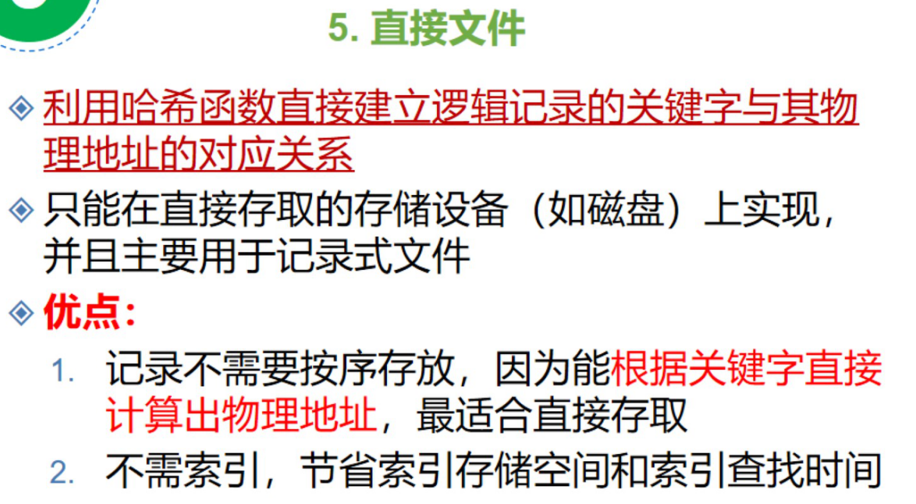 5. 直接文件
利用哈希函数直接建立逻辑记录的关键字与其物
理地址的对应关系
只能在直接存取的存储设备（如磁盘）上实现，
并且主要用于记录式文件
优点：
1. 记录不需要按序存放，因为能根据关键字直接
计算出物理地址，最适合直接存取
2. 不需索引，节省索引存储空间和索引查找时间